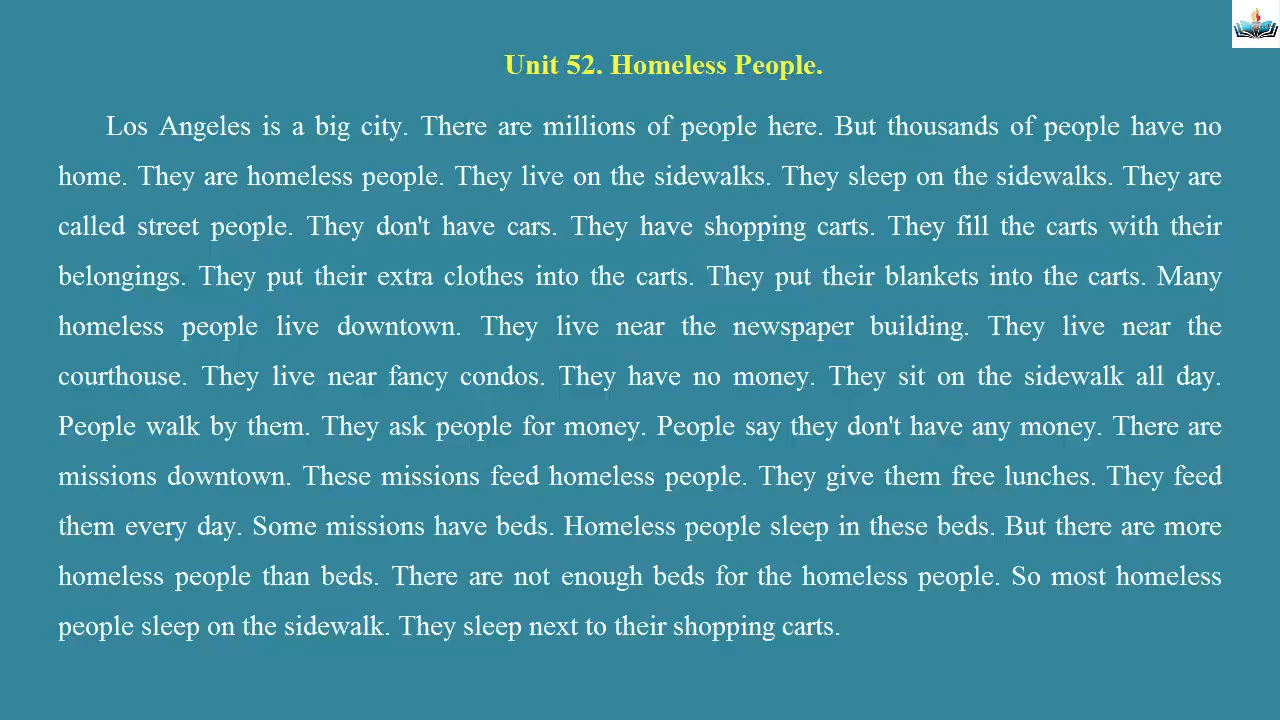 Unit 52. Homeless People.
Los Angeles is a big city. There are millions of people here. But thousands of people have no
home. They are homeless people. They live on the sidewalks. They sleep on the sidewalks. They are
called street people. They don't have cars. They have shopping carts. They fill the carts with their
belongings. They put their extra clothes into the carts. They put their blankets into the carts. Many
homeless people live downtown. They live near the newspaper building. They live near the
courthouse. They live near fancy condos. They have no money. They sit on the sidewalk all day.
People walk by them. They ask people for money. People say they don't have any money. There are
missions downtown. These missions feed homeless people. They give them free lunches. They feed
them every day. Some missions have beds. Homeless people sleep in these beds. But there are more
homeless people than beds. There are not enough beds for the homeless people. So most homeless
people sleep on the sidewalk. They sleep next to their shopping carts.